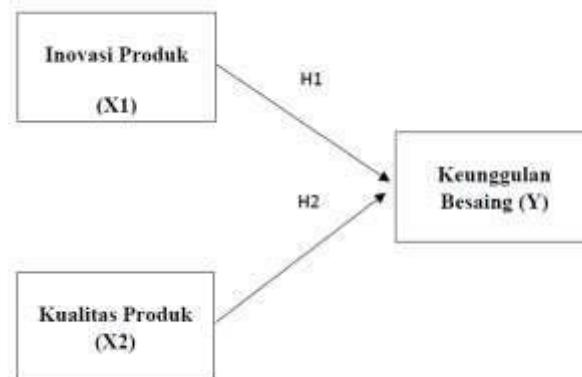 Inovasi Produk
(X1)
H1
Keunggulan
Besaing (Y)
H2
Kualitas Produk
(X2)